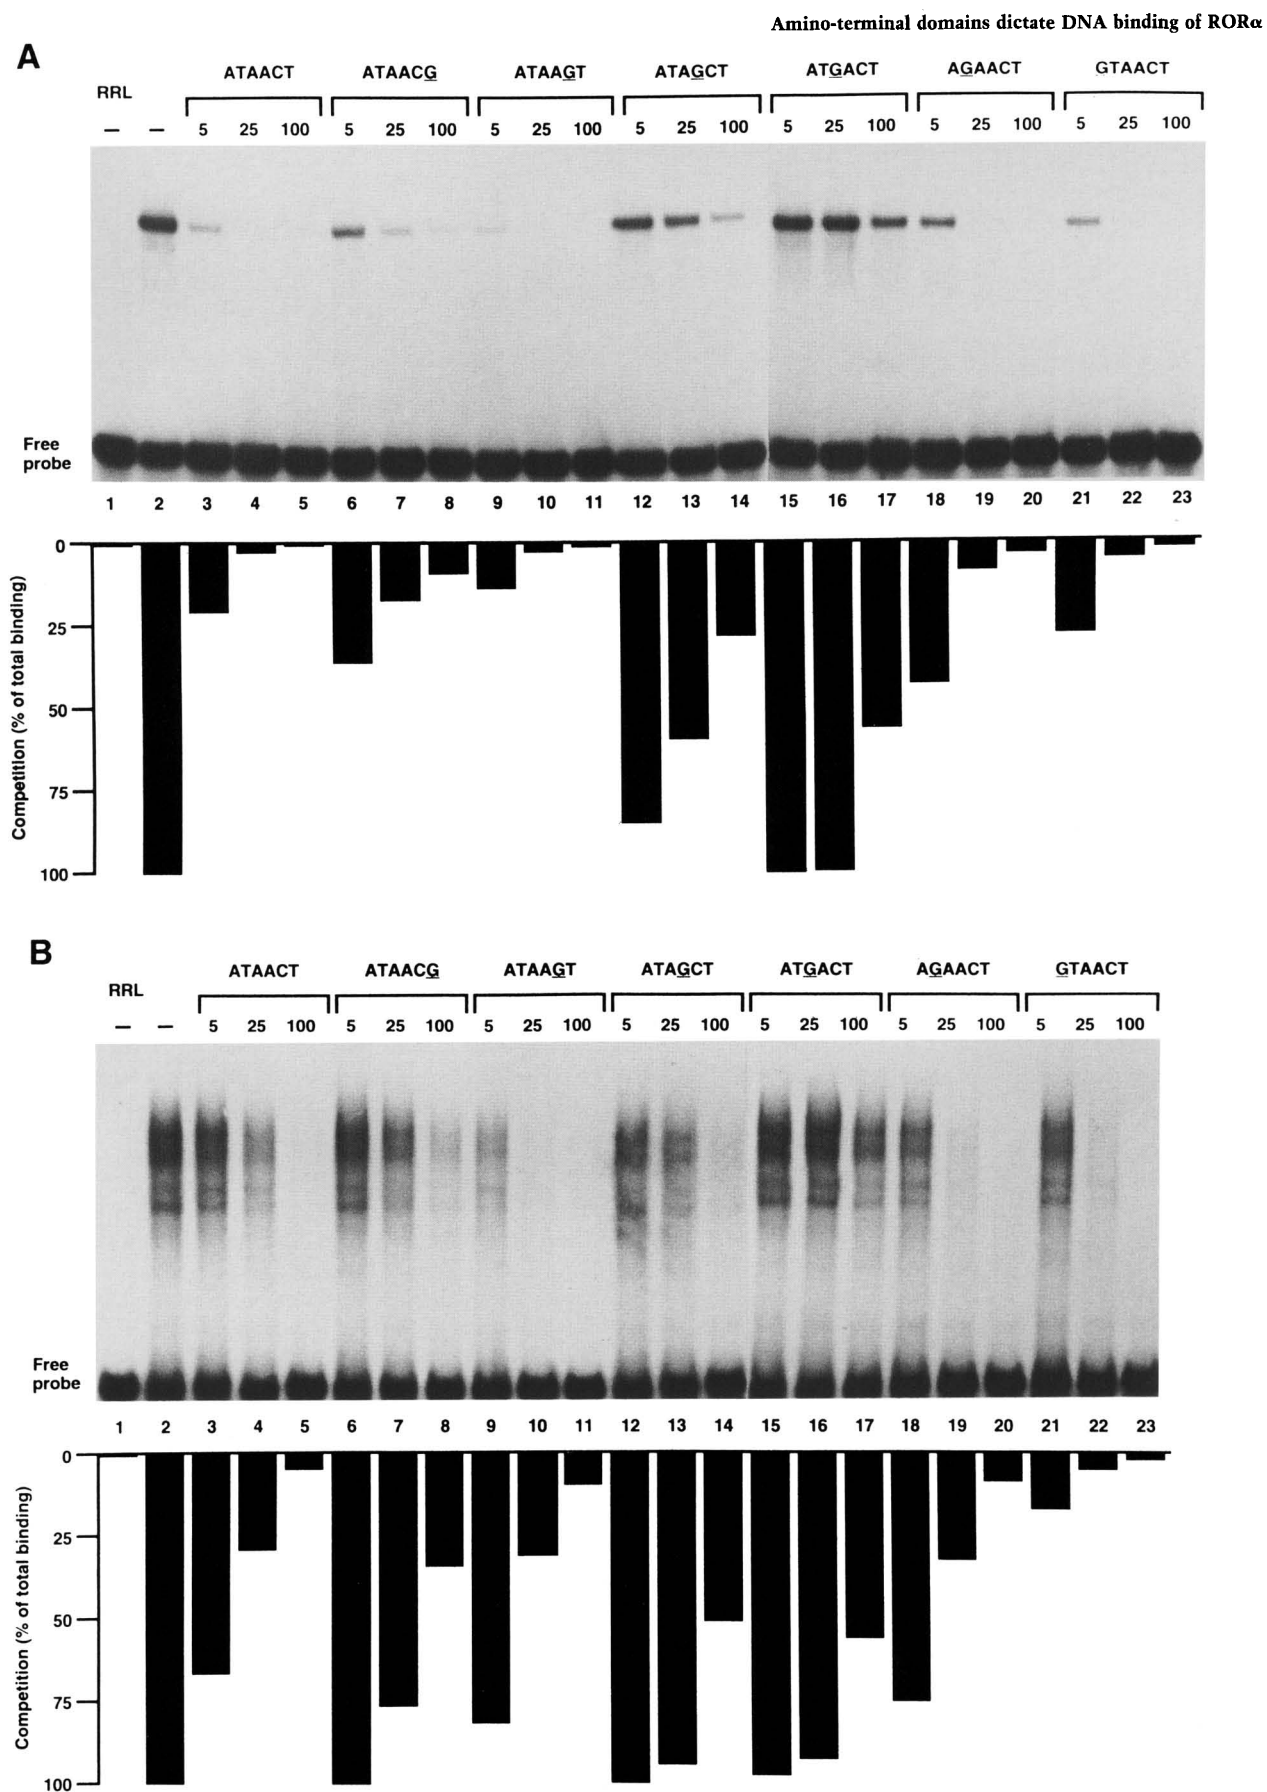 Amino-terminal domains dictate DNA binding of RORα
A
ATAACT ATAACG ATAAGT ATAGCT ATGACT AGAACT GTAACT
RRL
— — 5 25 100 5 25 100 5 25 100 5 25 100 5 25 100 5 25 100 5 25 100
Free
probe
1 2 3 4 5 6 7 8 9 10 11 12 13 14 15 16 17 18 19 20 21 22 23
Competition (% of total binding)
0
25
50
75
100
B
ATAACT ATAACG ATAAGT ATAGCT ATGACT AGAACT GTAACT
RRL
— — 5 25 100 5 25 100 5 25 100 5 25 100 5 25 100 5 25 100 5 25 100
Free
probe
1 2 3 4 5 6 7 8 9 10 11 12 13 14 15 16 17 18 19 20 21 22 23
Competition (% of total binding)
0
25
50
75
100